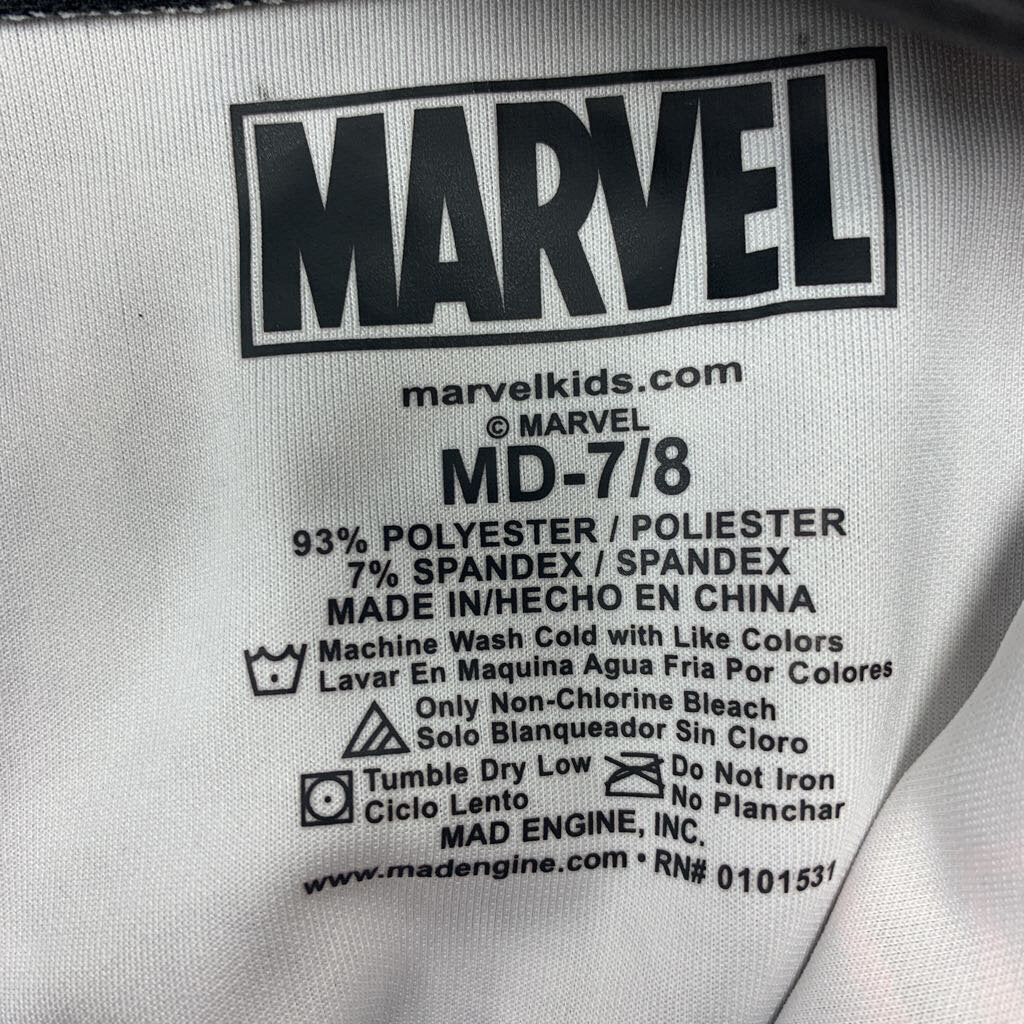 MARVEL
marvelkids.com
© MARVEL
MD-7/8
93% POLYESTER / POLIESTER
7% SPANDEX / SPANDEX
MADE IN/HECHO EN CHINA
Machine Wash Cold with Like Colors
Lavar En Maquina Agua Fria Por Colores
Only Non-Chlorine Bleach
Solo Blanqueador Sin Cloro
Tumble Dry Low
Ciclo Lento
Do Not Iron
No Planchar
MAD ENGINE, INC.
www.madengine.com • RN# 0101531